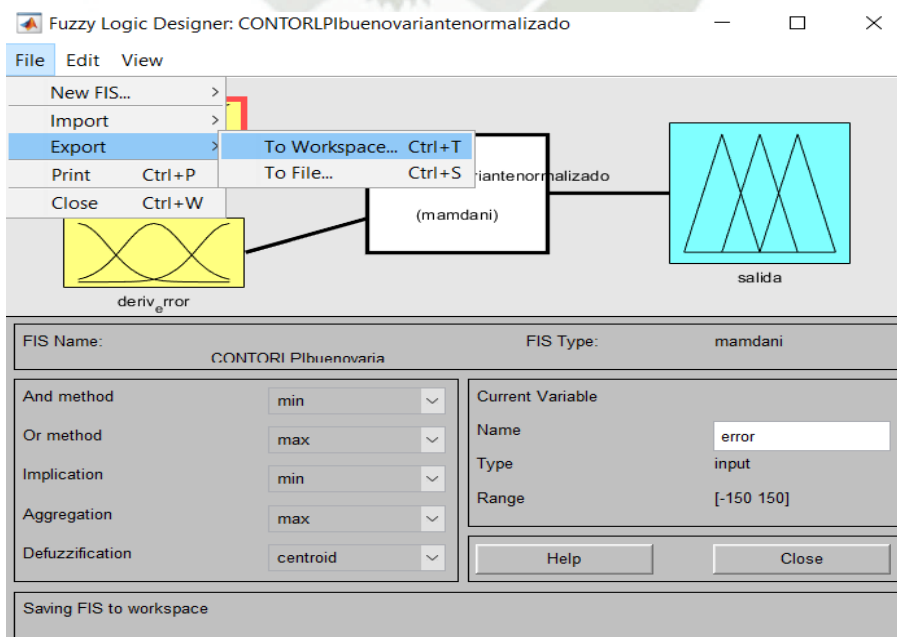 Fuzzy Logic Designer: CONTORLPIbuenovariantenormalizado
File Edit View
New FIS... >
Import >
Export >
To Workspace... Ctrl+T
Print Ctrl+P
To File... Ctrl+S
Close Ctrl+W
riantenormalizado
(mamdani)
salida
deriv_error
FIS Name:
CONTORLPIbuenovaria
FIS Type: mamdani
And method min
Or method max
Implication min
Aggregation max
Defuzzification centroid
Current Variable
Name error
Type input
Range [-150 150]
Help Close
Saving FIS to workspace